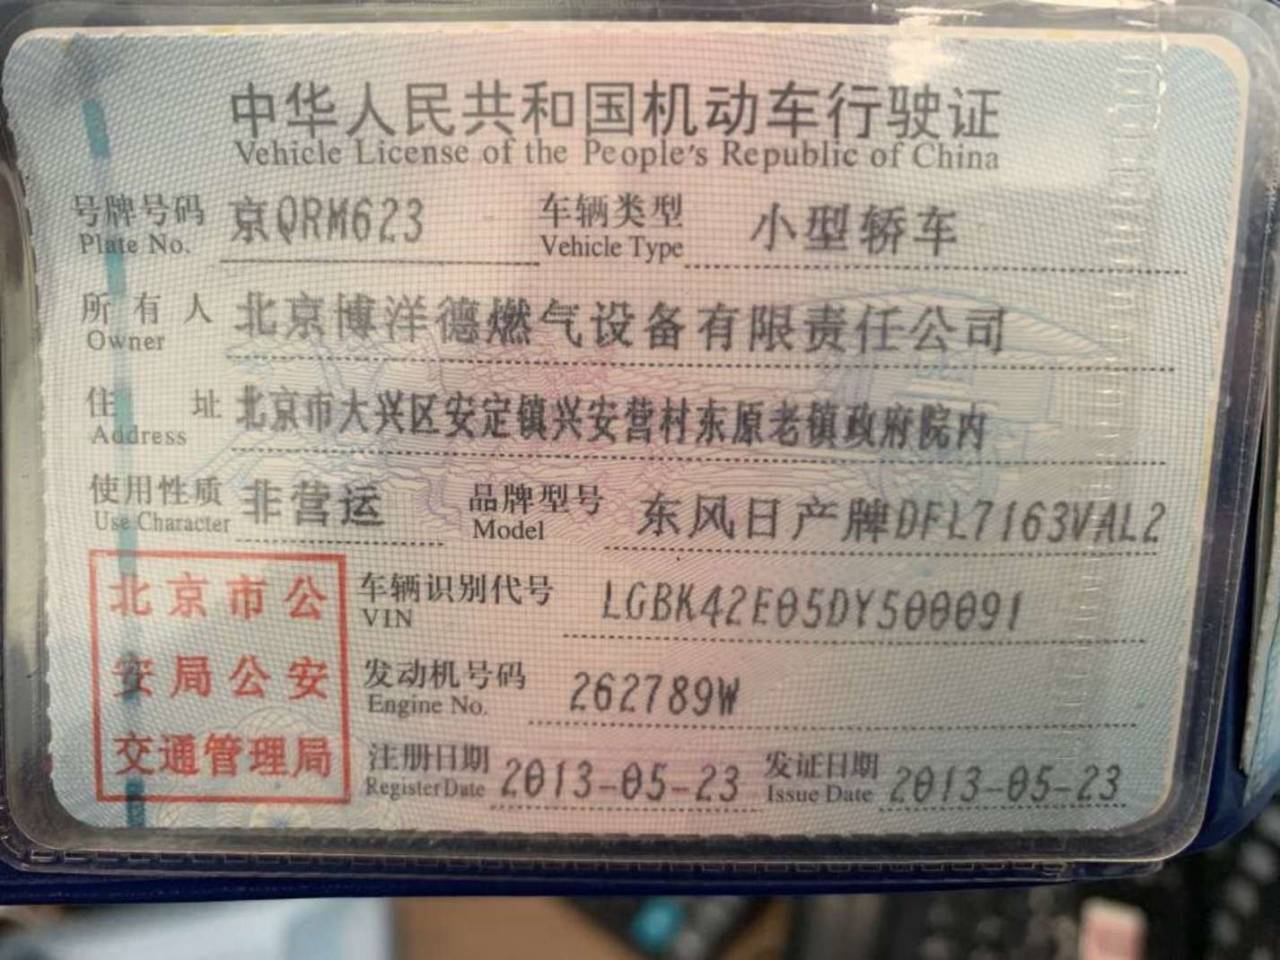 中华人民共和国机动车行驶证
Vehicle License of the People's Republic of China
号牌号码 京QRM623 车辆类型 小型轿车
Plate No. Vehicle Type
所有人 北京博洋德燃气设备有限责任公司
Owner
住址 北京市大兴区安定镇兴安营村东原老镇政府院内
Address
使用性质 非营运 品牌型号 东风日产牌DFL7163VAL2
Use Character Model
车辆识别代号 LGBK42E05DY500091
VIN
发动机号码 262789W
Engine No.
注册日期 2013-05-23 发证日期 2013-05-23
Register Date Issue Date
北京市公
安局公安
交通管理局